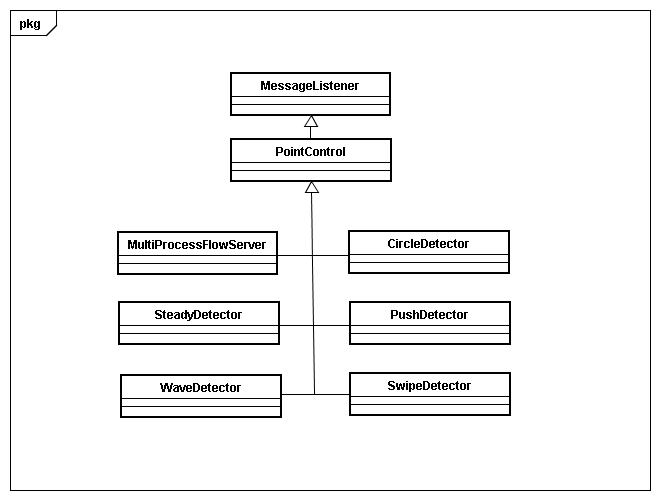 pkg
MessageListener
PointControl
MultiProcessFlowServer
CircleDetector
SteadyDetector
PushDetector
WaveDetector
SwipeDetector